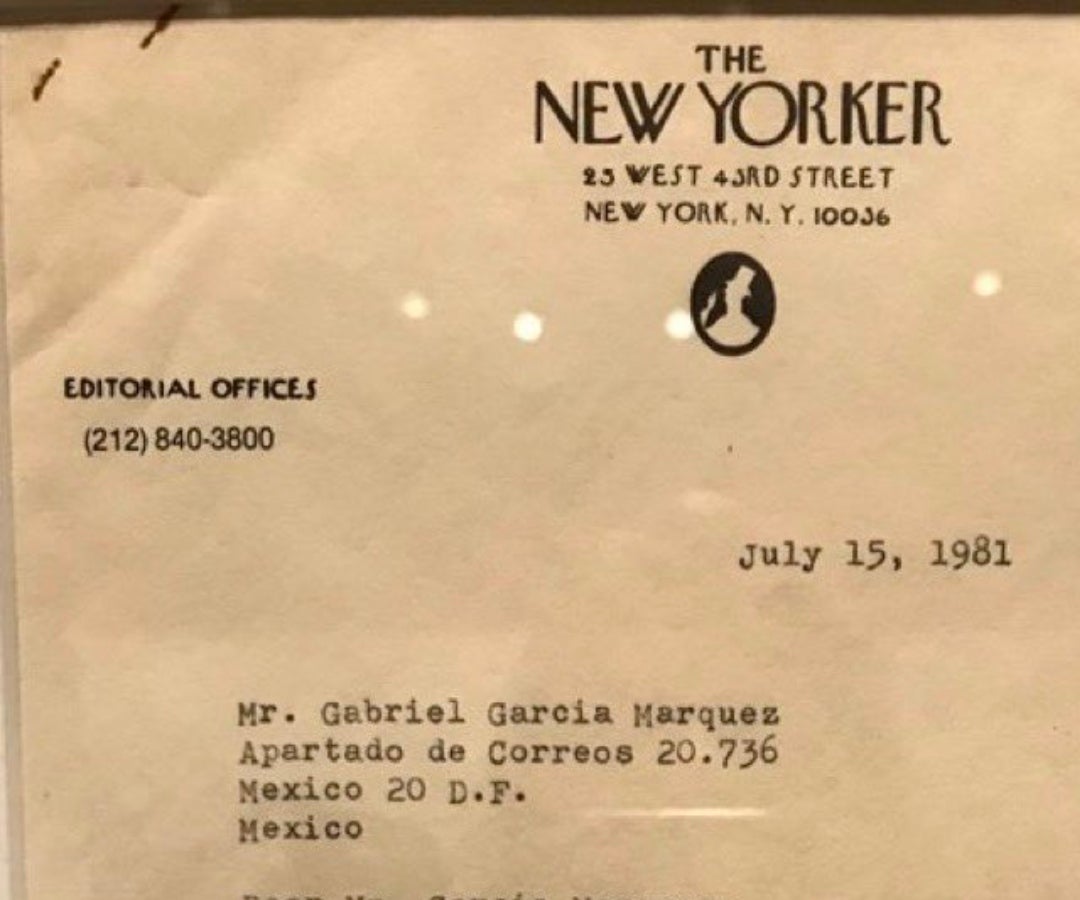 THE
NEW YORKER
25 WEST 43RD STREET
NEW YORK, N. Y. 10036
EDITORIAL OFFICES
(212) 840-3800
July 15, 1981
Mr. Gabriel Garcia Marquez
Apartado de Correos 20.736
Mexico 20 D.F.
Mexico